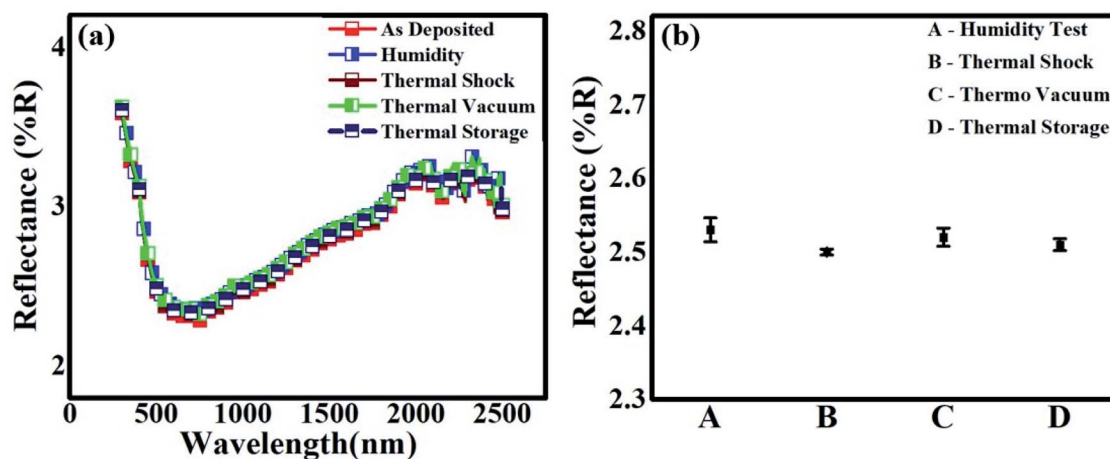 (a)
As Deposited
Humidity
Thermal Shock
Thermal Vacuum
Thermal Storage
Reflectance (%R)
4
3
2
0 500 1000 1500 2000 2500
Wavelength(nm)
(b)
A - Humidity Test
B - Thermal Shock
C - Thermo Vacuum
D - Thermal Storage
Reflectance (%R)
2.8
2.7
2.6
2.5
2.4
2.3
A B C D